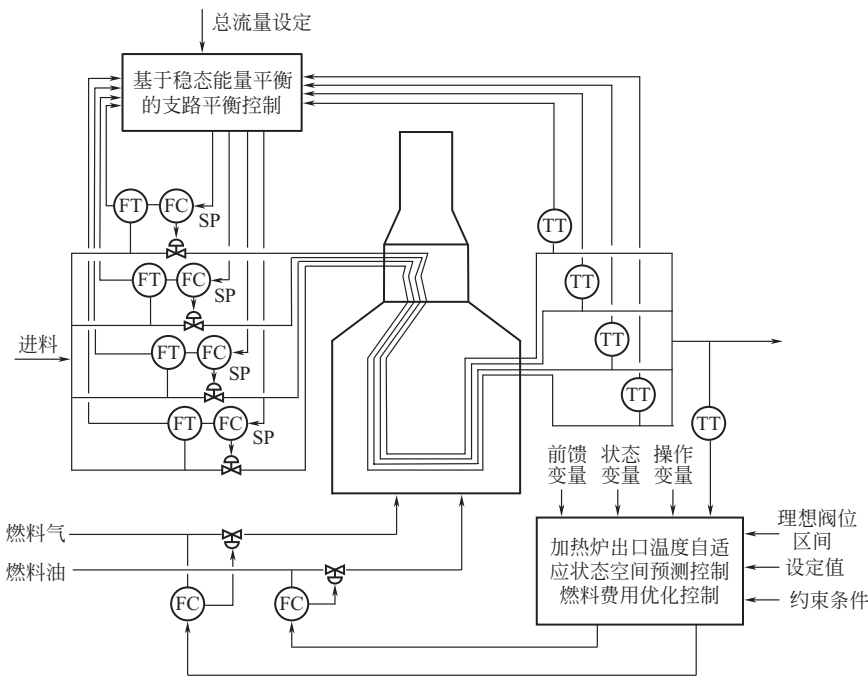 总流量设定
基于稳态能量平衡
的支路平衡控制
FT
FC
SP
TT
FT
FC
SP
TT
进料
FT
FC
SP
TT
FT
FC
SP
TT
TT
前馈
变量
状态
变量
操作
变量
燃料气
燃料油
FC
FC
加热炉出口温度自适
应状态空间预测控制
燃料费用优化控制
理想阀位
区间
设定值
约束条件